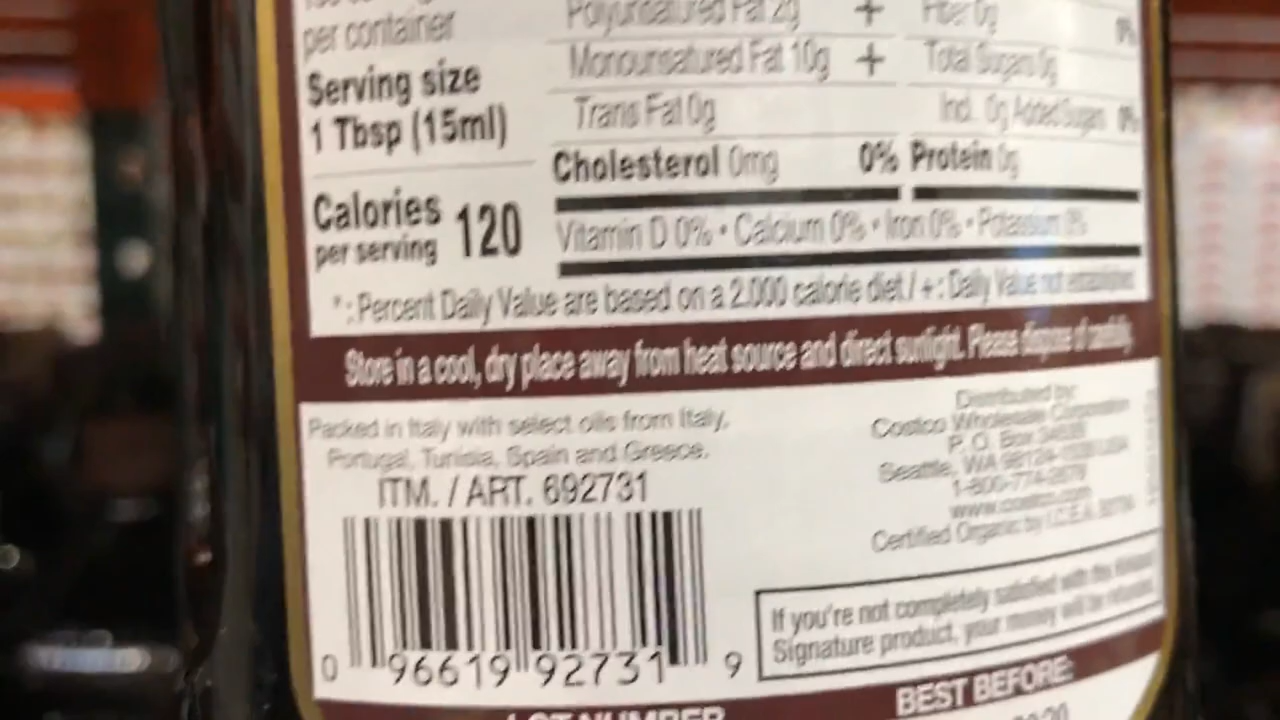 per container
Serving size
1 Tbsp (15ml)
Calories
per serving 120
Polyunsatured Fat 2g +
Monounsatured Fat 10g +
Trans Fat 0g
Cholesterol 0mg 0%
Fiber 0g 0%
Total Sugars 0g
Incl. 0g Added Sugars 0%
Protein 0g
Vitamin D 0% • Calcium 0% • Iron 0% • Potassium 0%
*: Percent Daily Value are based on a 2.000 calorie diet / +: Daily Value not established
Store in a cool, dry place away from heat source and direct sunlight. Please dispose of carefully.
Packed in Italy with select oils from Italy,
Portugal, Tunisia, Spain and Greece.
ITM. / ART. 692731
0 96619 92731 9
Distributed by:
Costco Wholesale Corporation
P.O. Box
Seattle, WA
1-800-774-2678
www.costco.com
Certified Organic by I.C.E.A.
If you're not completely satisfied with this Kirkland
Signature product, your money will be refunded.
LOT NUMBER
BEST BEFORE: